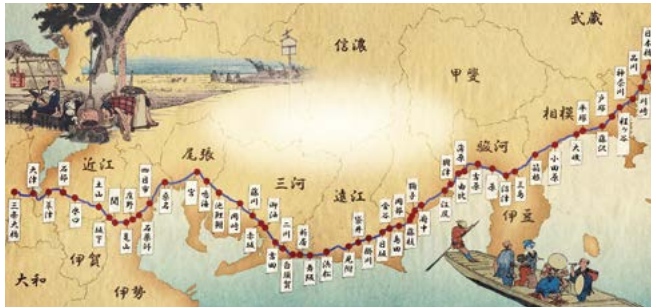 武蔵
信濃
甲斐
相模
駿河
伊豆
遠江
三河
尾張
近江
伊賀
伊勢
大和
日本橋
品川
川崎
神奈川
程ヶ谷
戸塚
藤沢
平塚
大磯
小田原
箱根
三島
沼津
原
吉原
蒲原
由比
興津
江尻
府中
鞠子
岡部
藤枝
島田
金谷
日坂
掛川
袋井
見附
浜松
舞阪
新居
白須賀
二川
吉田
御油
赤坂
藤川
岡崎
池鯉鮒
鳴海
宮
桑名
四日市
石薬師
庄野
亀山
関
坂下
土山
水口
石部
草津
大津
三条大橋